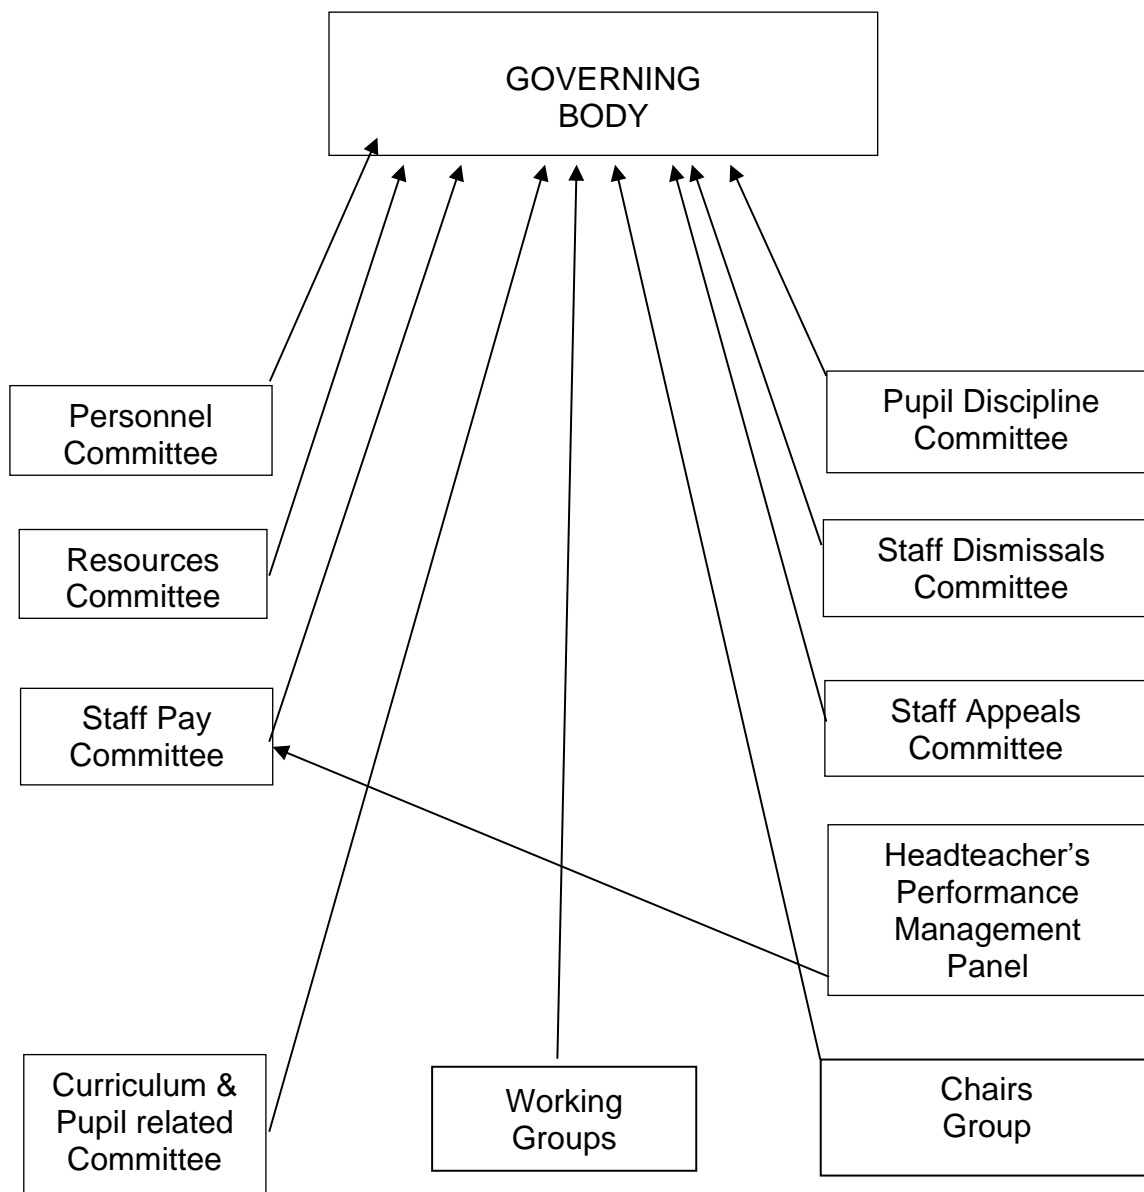 GOVERNING
BODY
Personnel
Committee
Pupil Discipline
Committee
Resources
Committee
Staff Dismissals
Committee
Staff Pay
Committee
Staff Appeals
Committee
Headteacher’s
Performance
Management
Panel
Curriculum &
Pupil related
Committee
Working
Groups
Chairs
Group